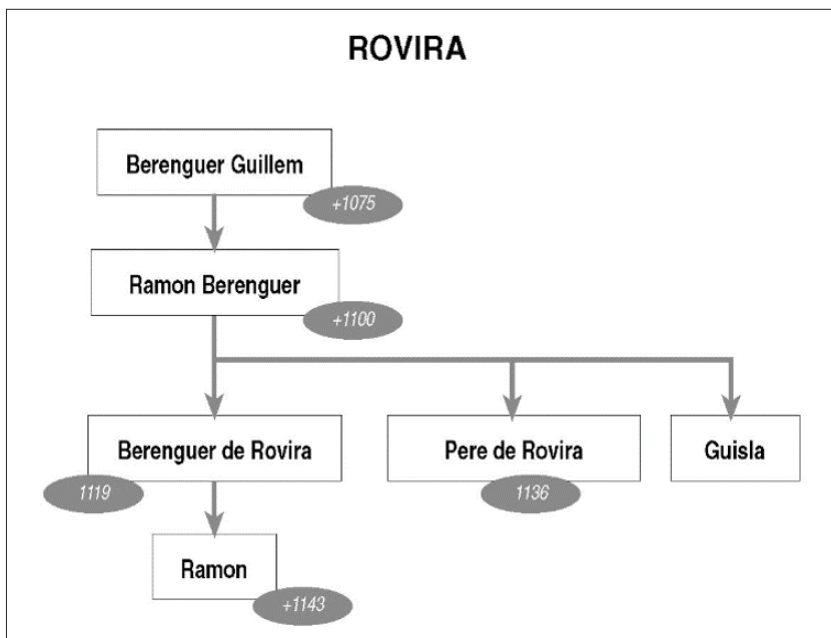 ROVIRA
Berenguer Guillem
+1075
Ramon Berenguer
+1100
Berenguer de Rovira
Pere de Rovira
Guisla
1119
1136
Ramon
+1143